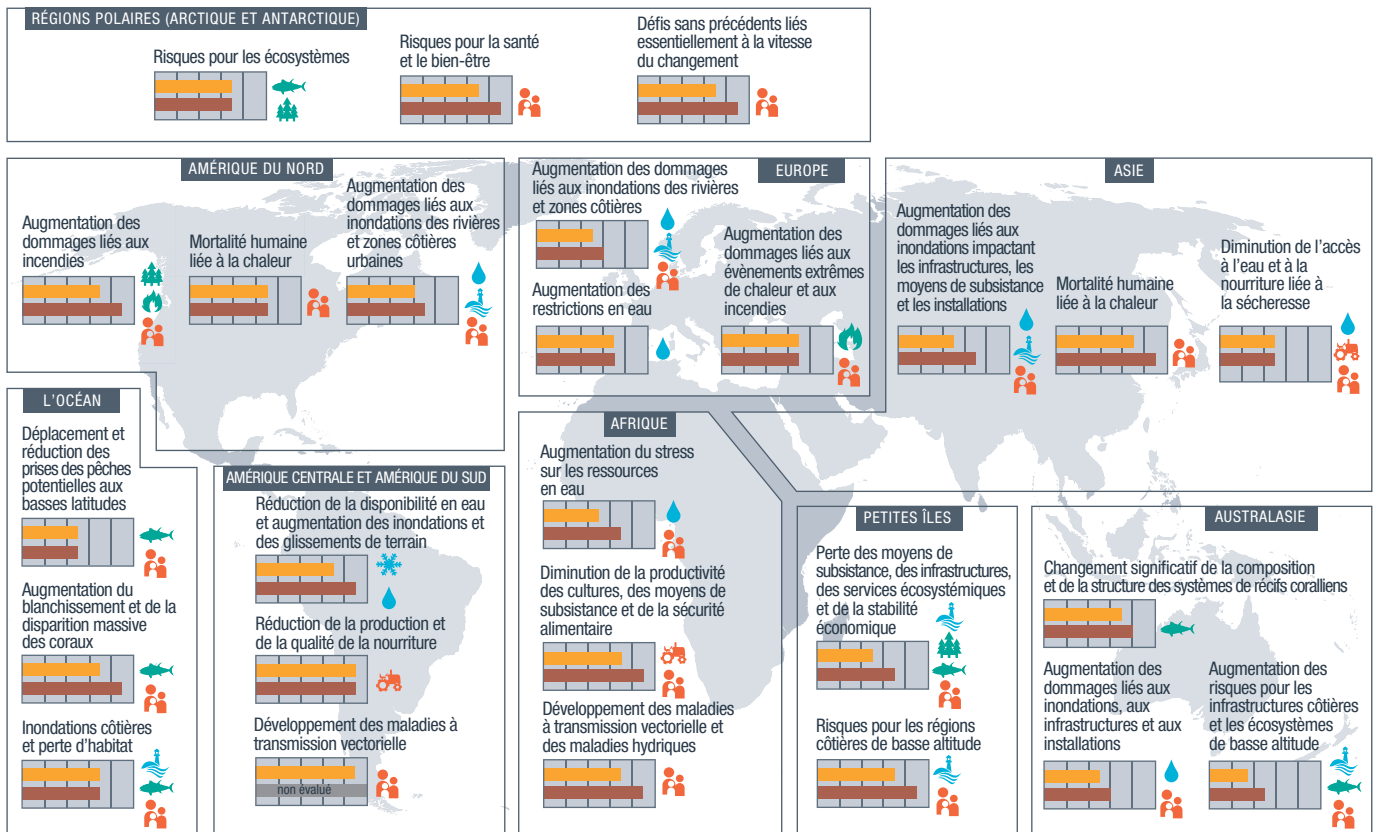 RÉGIONS POLAIRES (ARCTIQUE ET ANTARCTIQUE)
Risques pour les écosystèmes
Risques pour la santé
et le bien-être
Défis sans précédents liés
essentiellement à la vitesse
du changement
AMÉRIQUE DU NORD
Augmentation des
dommages liés aux
incendies
Mortalité humaine
liée à la chaleur
Augmentation des
dommages liés aux
inondations des rivières
et zones côtières
urbaines
EUROPE
Augmentation des dommages
liés aux inondations des rivières
et zones côtières
Augmentation des
restrictions en eau
Augmentation des
dommages liés aux
évènements extrêmes
de chaleur et aux
incendies
ASIE
Augmentation des
dommages liés aux
inondations impactant
les infrastructures, les
moyens de subsistance
et les installations
Mortalité humaine
liée à la chaleur
Diminution de l'accès
à l'eau et à la
nourriture liée à
la sécheresse
L'OCÉAN
Déplacement et
réduction des
prises des pêches
potentielles aux
basses latitudes
Augmentation du
blanchissement et de la
disparition massive
des coraux
Inondations côtières
et perte d'habitat
AMÉRIQUE CENTRALE ET AMÉRIQUE DU SUD
Réduction de la disponibilité en eau
et augmentation des inondations et
des glissements de terrain
Réduction de la production et
de la qualité de la nourriture
Développement des maladies à
transmission vectorielle
non évalué
AFRIQUE
Augmentation du stress
sur les ressources
en eau
Diminution de la productivité
des cultures, des moyens de
subsistance et de la sécurité
alimentaire
Développement des maladies
à transmission vectorielle et
des maladies hydriques
PETITES ÎLES
Perte des moyens de
subsistance, des infrastructures,
des services écosystémiques
et de la stabilité
économique
Risques pour les régions
côtières de basse altitude
AUSTRALASIE
Changement significatif de la composition
et de la structure des systèmes de récifs coralliens
Augmentation des
dommages liés aux
inondations, aux
infrastructures et aux
installations
Augmentation des
risques pour les
infrastructures côtières
et les écosystèmes
de basse altitude